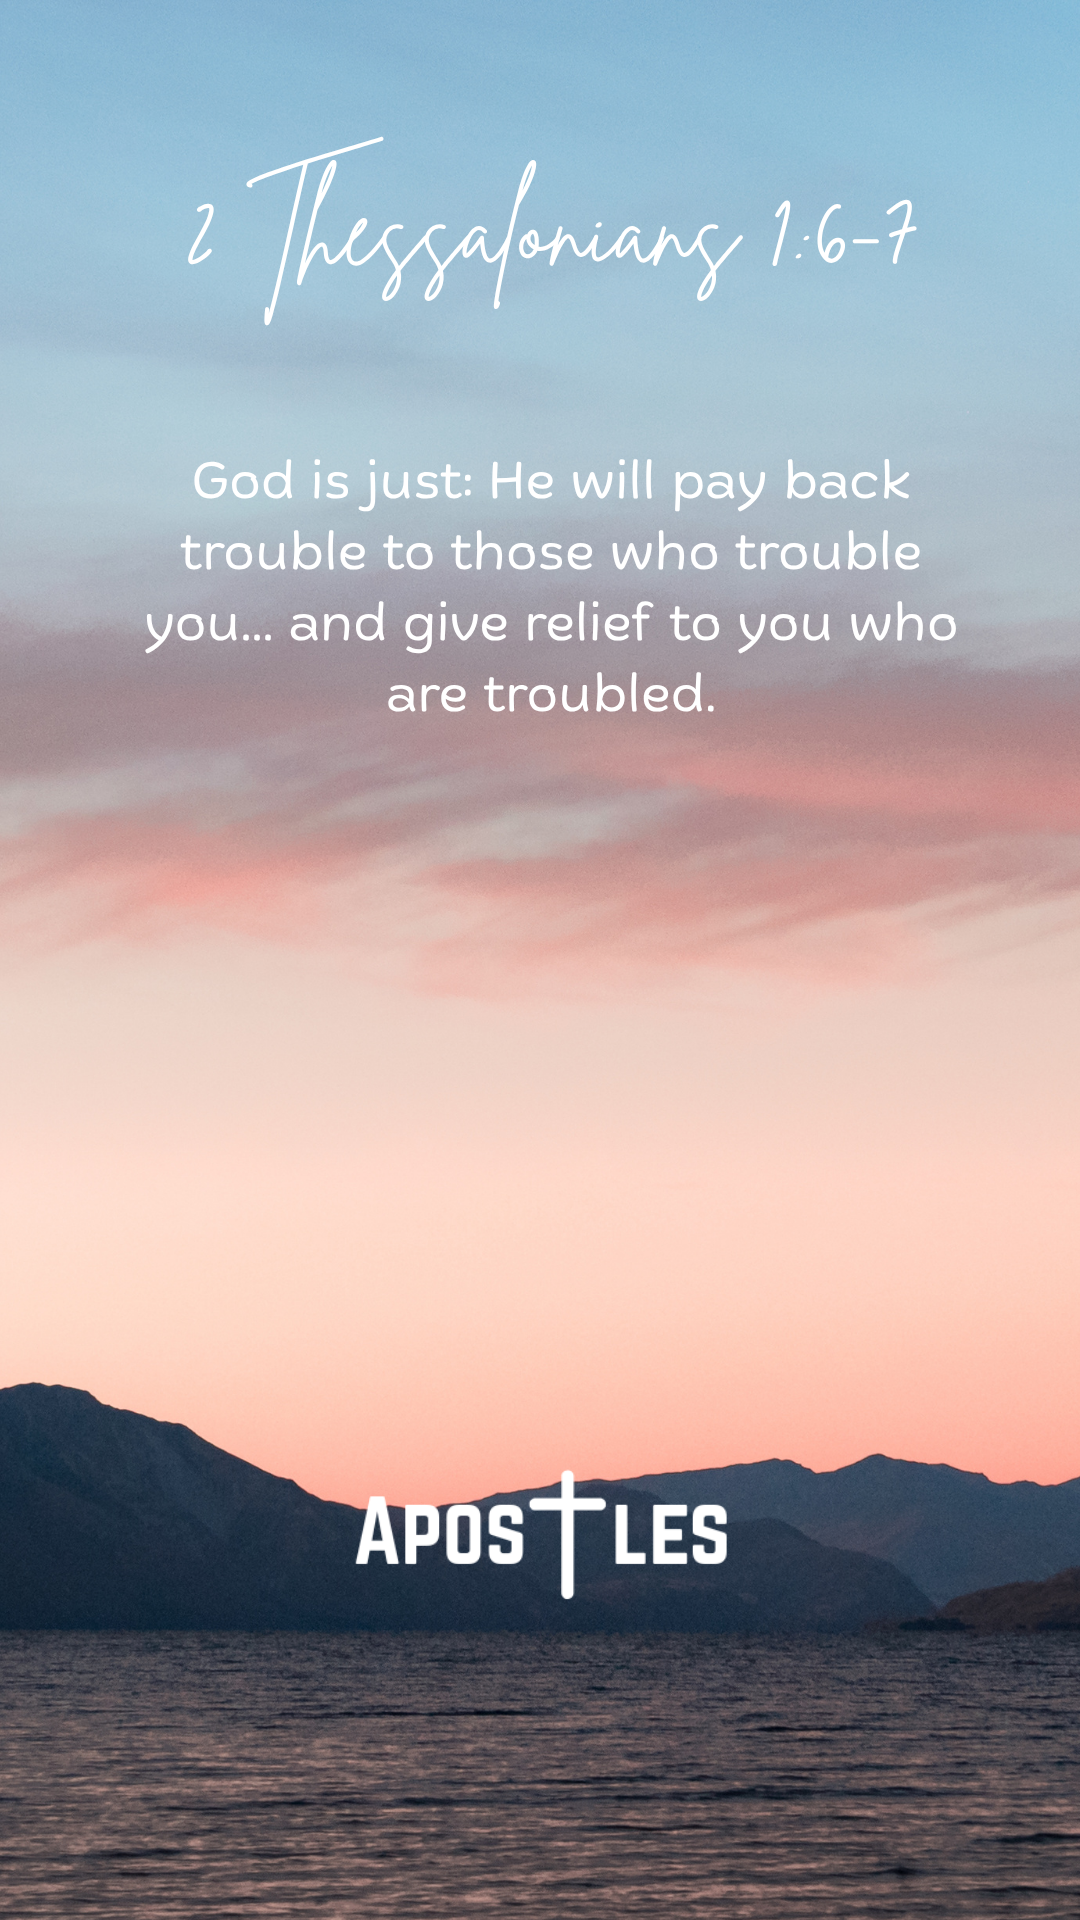 2 Thessalonians 1:6-7
God is just: He will pay back
trouble to those who trouble
you... and give relief to you who
are troubled.
APOSTLES